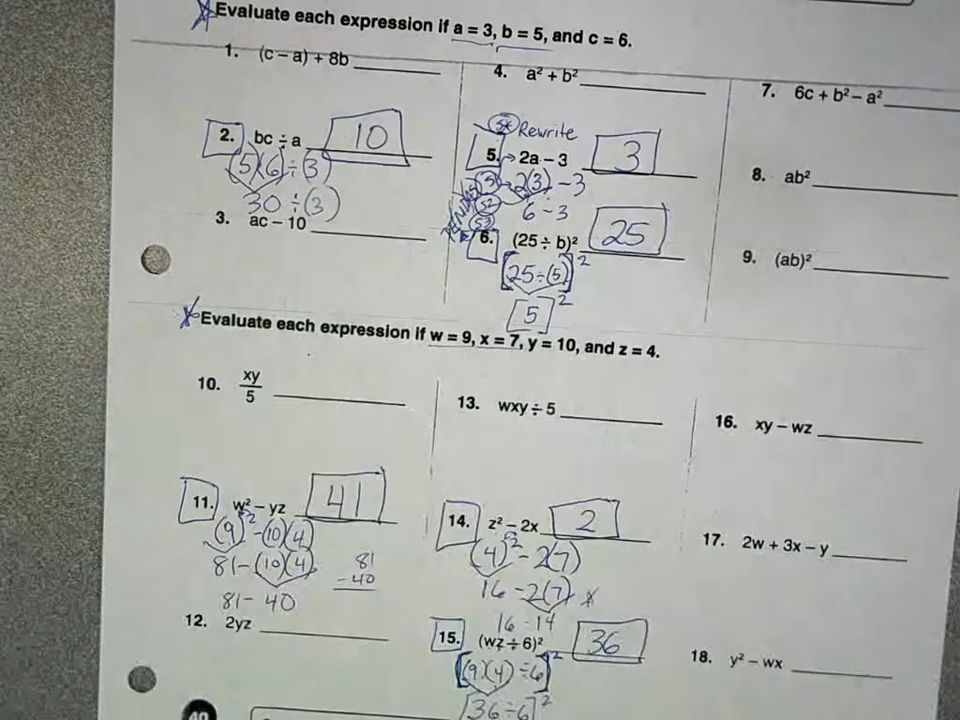 Evaluate each expression if a = 3, b = 5, and c = 6.
1. (c – a) + 8b
2. bc ÷ a 10
(5)(6) ÷ (3)
30 ÷ (3)
3. ac – 10
4. a² + b²
S* Rewrite
5. → 2a – 3 3
S1 2(3) – 3
S2 6 – 3
S3
6. (25 ÷ b)² 25
[25÷(5)]²
[5]²
7. 6c + b² – a²
8. ab²
9. (ab)²
Evaluate each expression if w = 9, x = 7, y = 10, and z = 4.
10. xy
5
11. w² – yz 41
(9)² – (10)(4)
81 – (10)(4) 81
– 40
81 – 40
12. 2yz
13. wxy ÷ 5
14. z² – 2x 2
(4)² – 2(7)
16 – 2(7) *
16 – 14
15. (wz ÷ 6)² 36
[(9)(4) ÷ 6]²
[36 ÷ 6]²
16. xy – wz
17. 2w + 3x – y
18. y² – wx